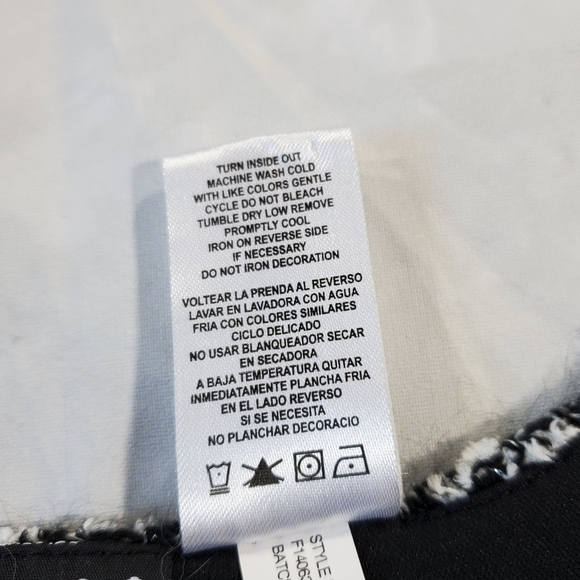 TURN INSIDE OUT
MACHINE WASH COLD
WITH LIKE COLORS GENTLE
CYCLE DO NOT BLEACH
TUMBLE DRY LOW REMOVE
PROMPTLY COOL
IRON ON REVERSE SIDE
IF NECESSARY
DO NOT IRON DECORATION
VOLTEAR LA PRENDA AL REVERSO
LAVAR EN LAVADORA CON AGUA
FRIA CON COLORES SIMILARES
CICLO DELICADO
NO USAR BLANQUEADOR SECAR
EN SECADORA
A BAJA TEMPERATURA QUITAR
INMEDIATAMENTE PLANCHA FRIA
EN EL LADO REVERSO
SI SE NECESITA
NO PLANCHAR DECORACIO
STYLE
F1406
BATC